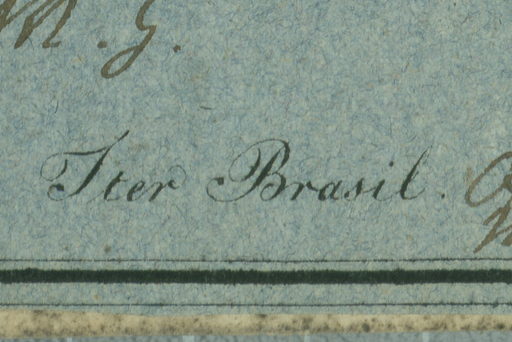 M. G.
Iter Brasil.